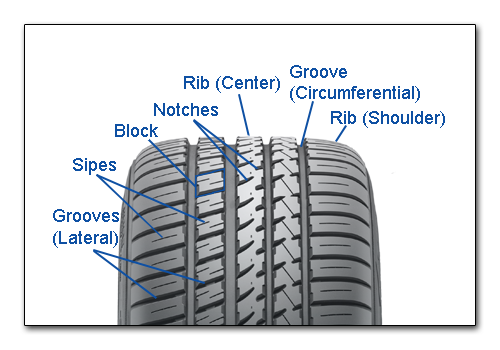 Groove
(Circumferential)
Rib (Center)
Notches
Rib (Shoulder)
Block
Sipes
Grooves
(Lateral)